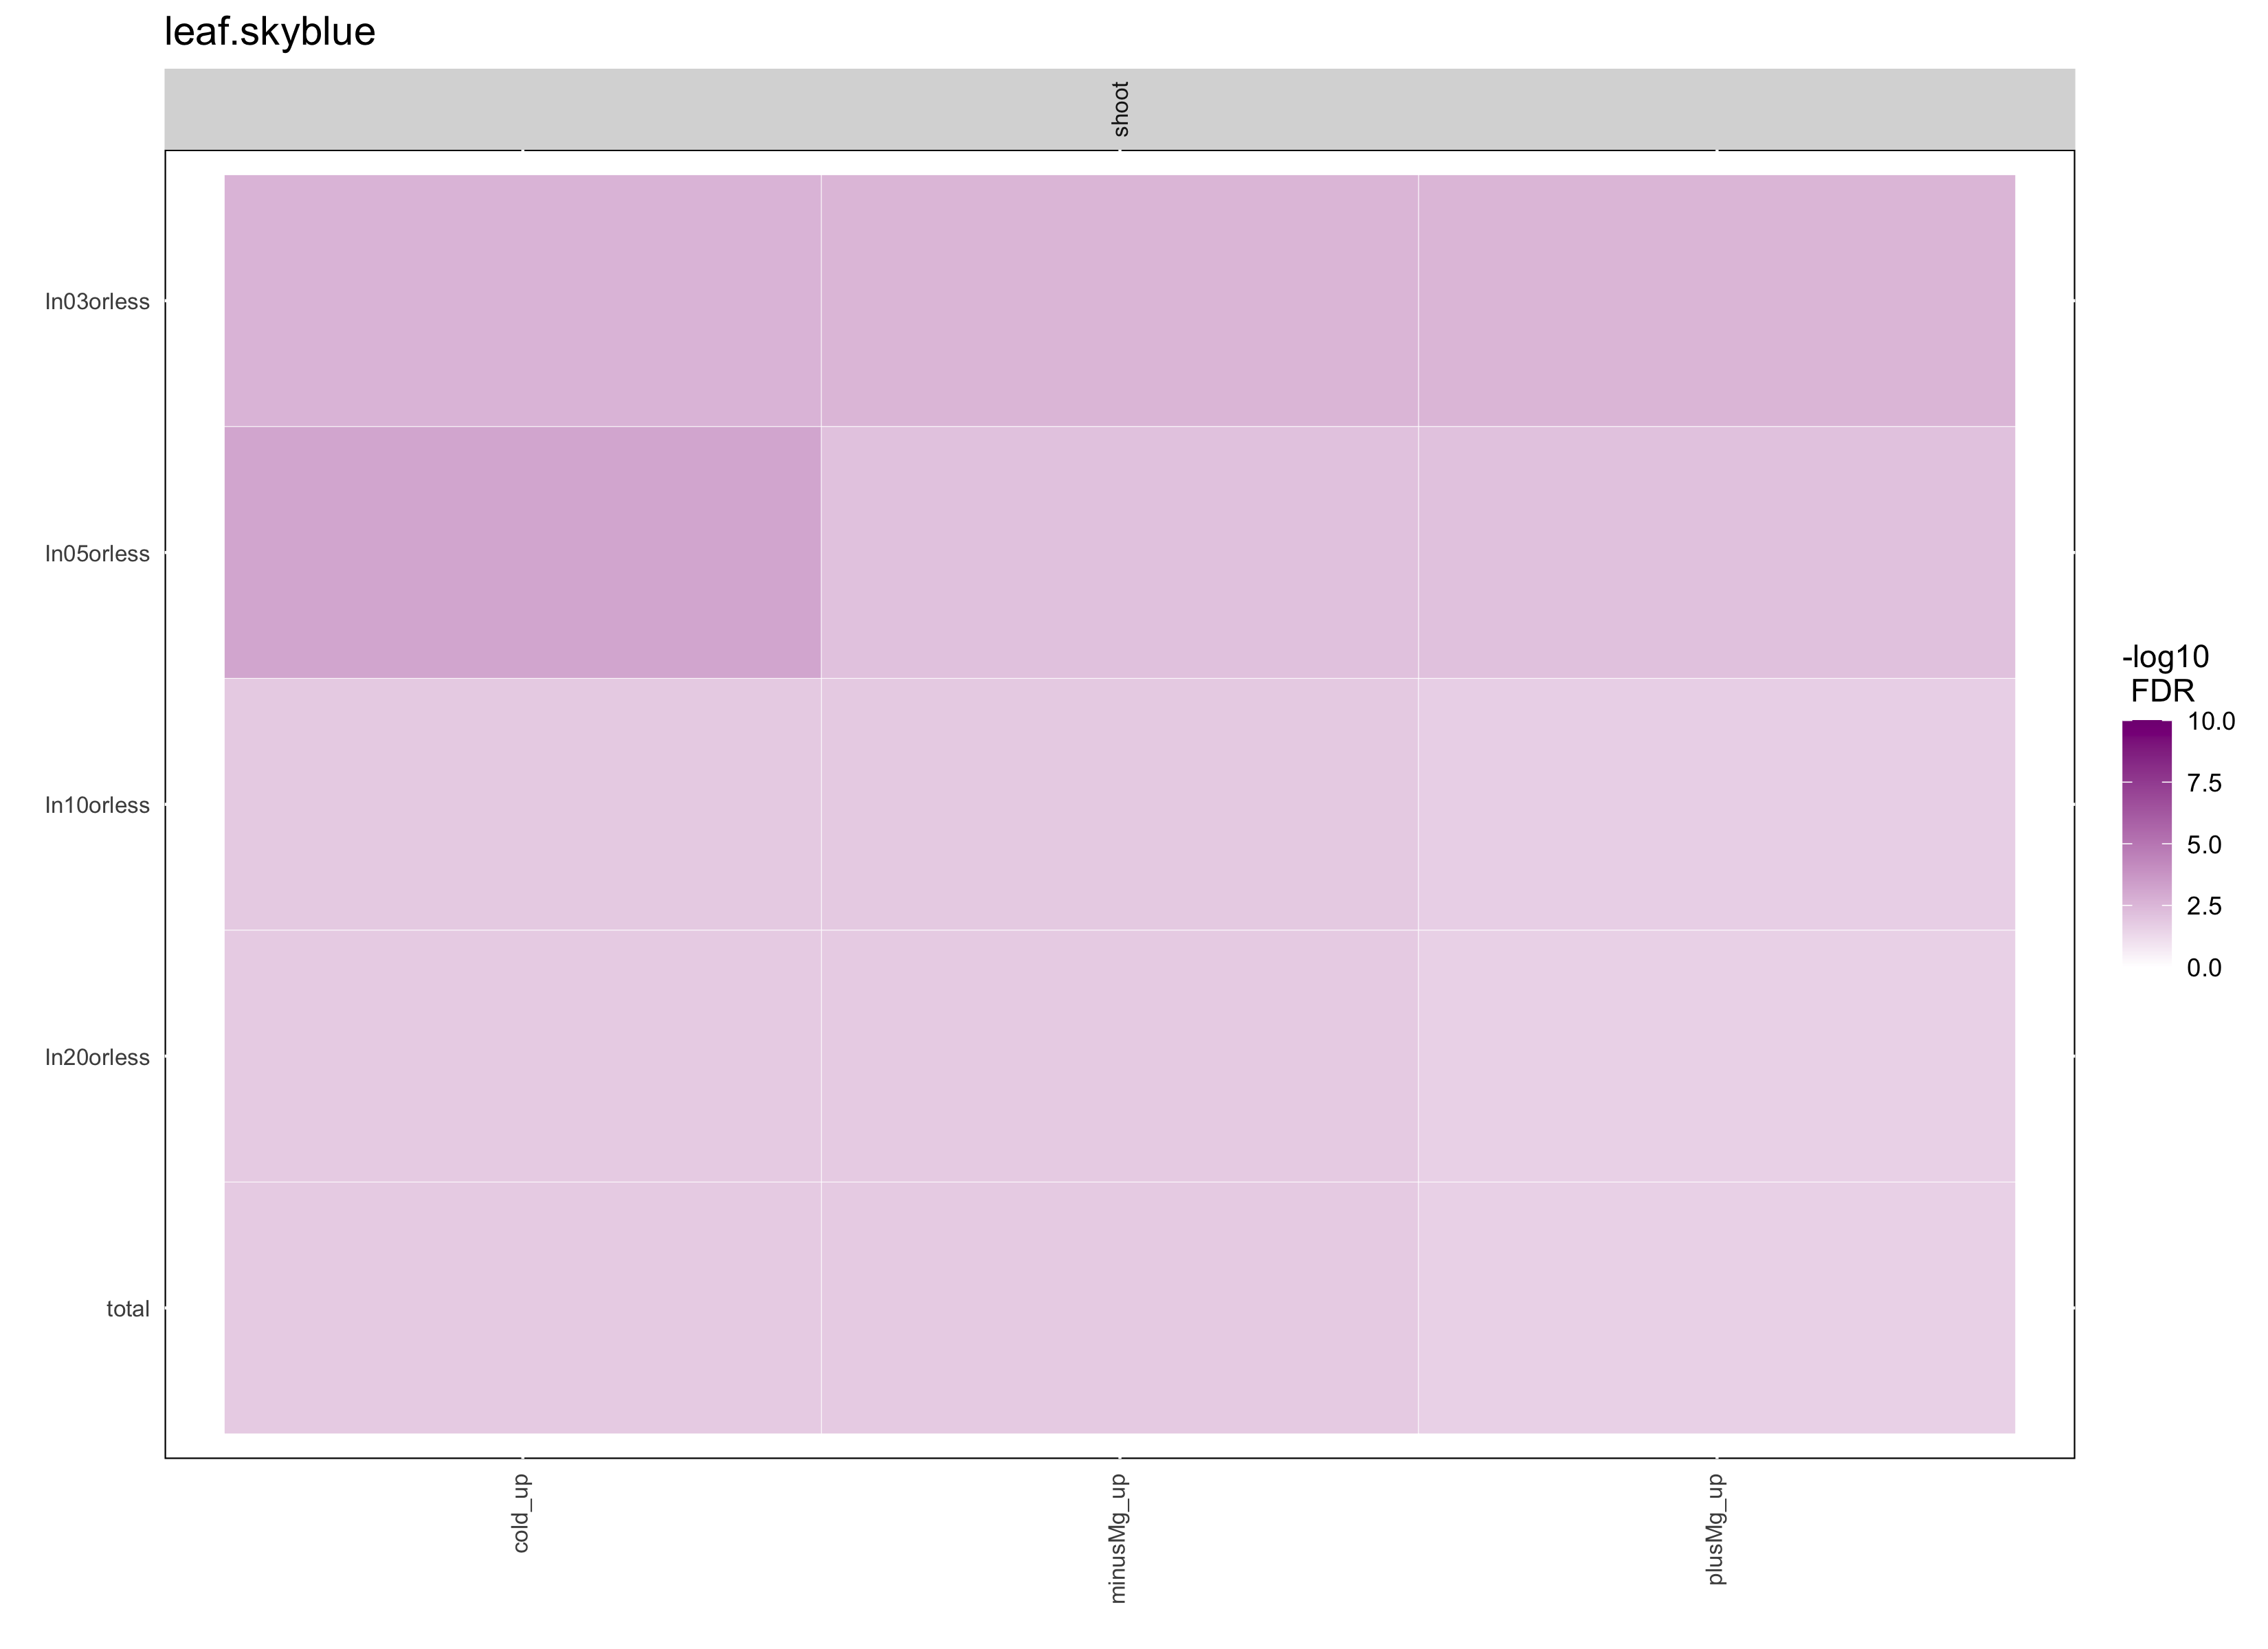 leaf.skyblue
shoot
In03orless
In05orless
In10orless
In20orless
total
cold_up
minusMg_up
plusMg_up
-log10
FDR
10.0
7.5
5.0
2.5
0.0